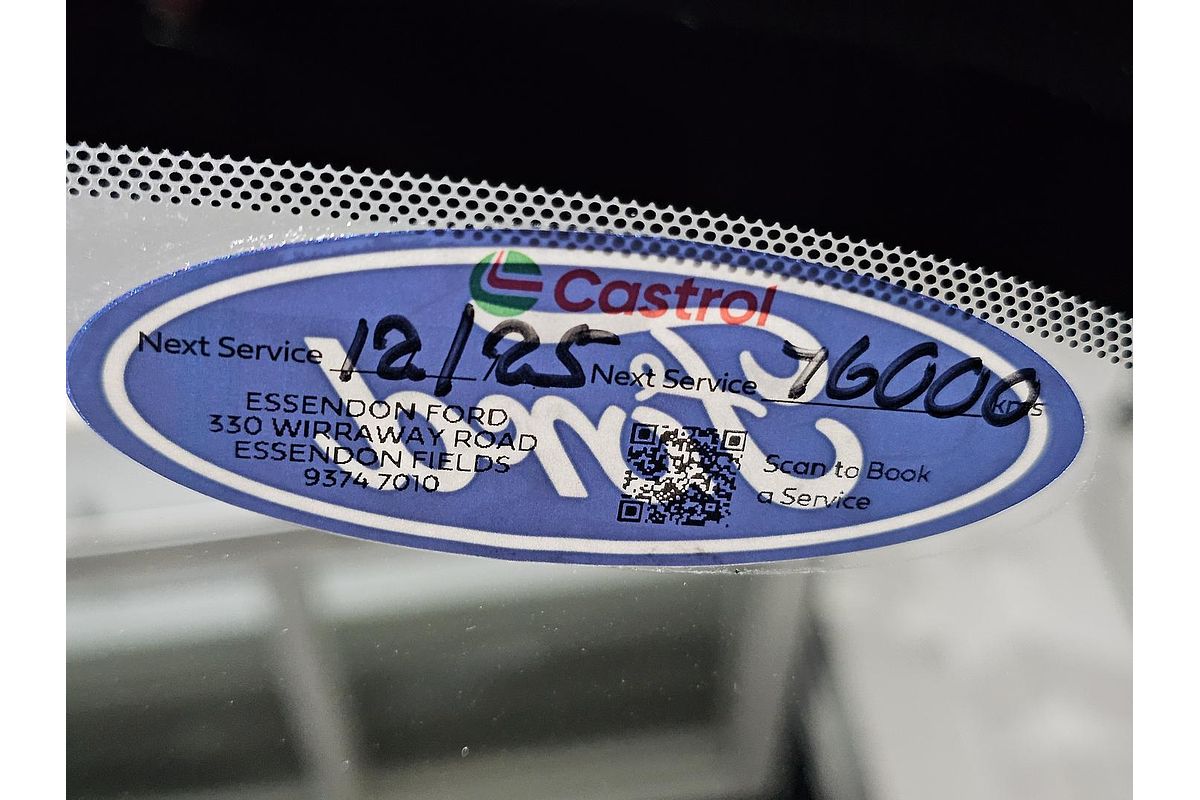 Castrol
Next Service 12/25 Next Service 76000 kms
ESSENDON FORD
330 WIRRAWAY ROAD
ESSENDON FIELDS
9374 7010
Scan to Book
a Service
Ford